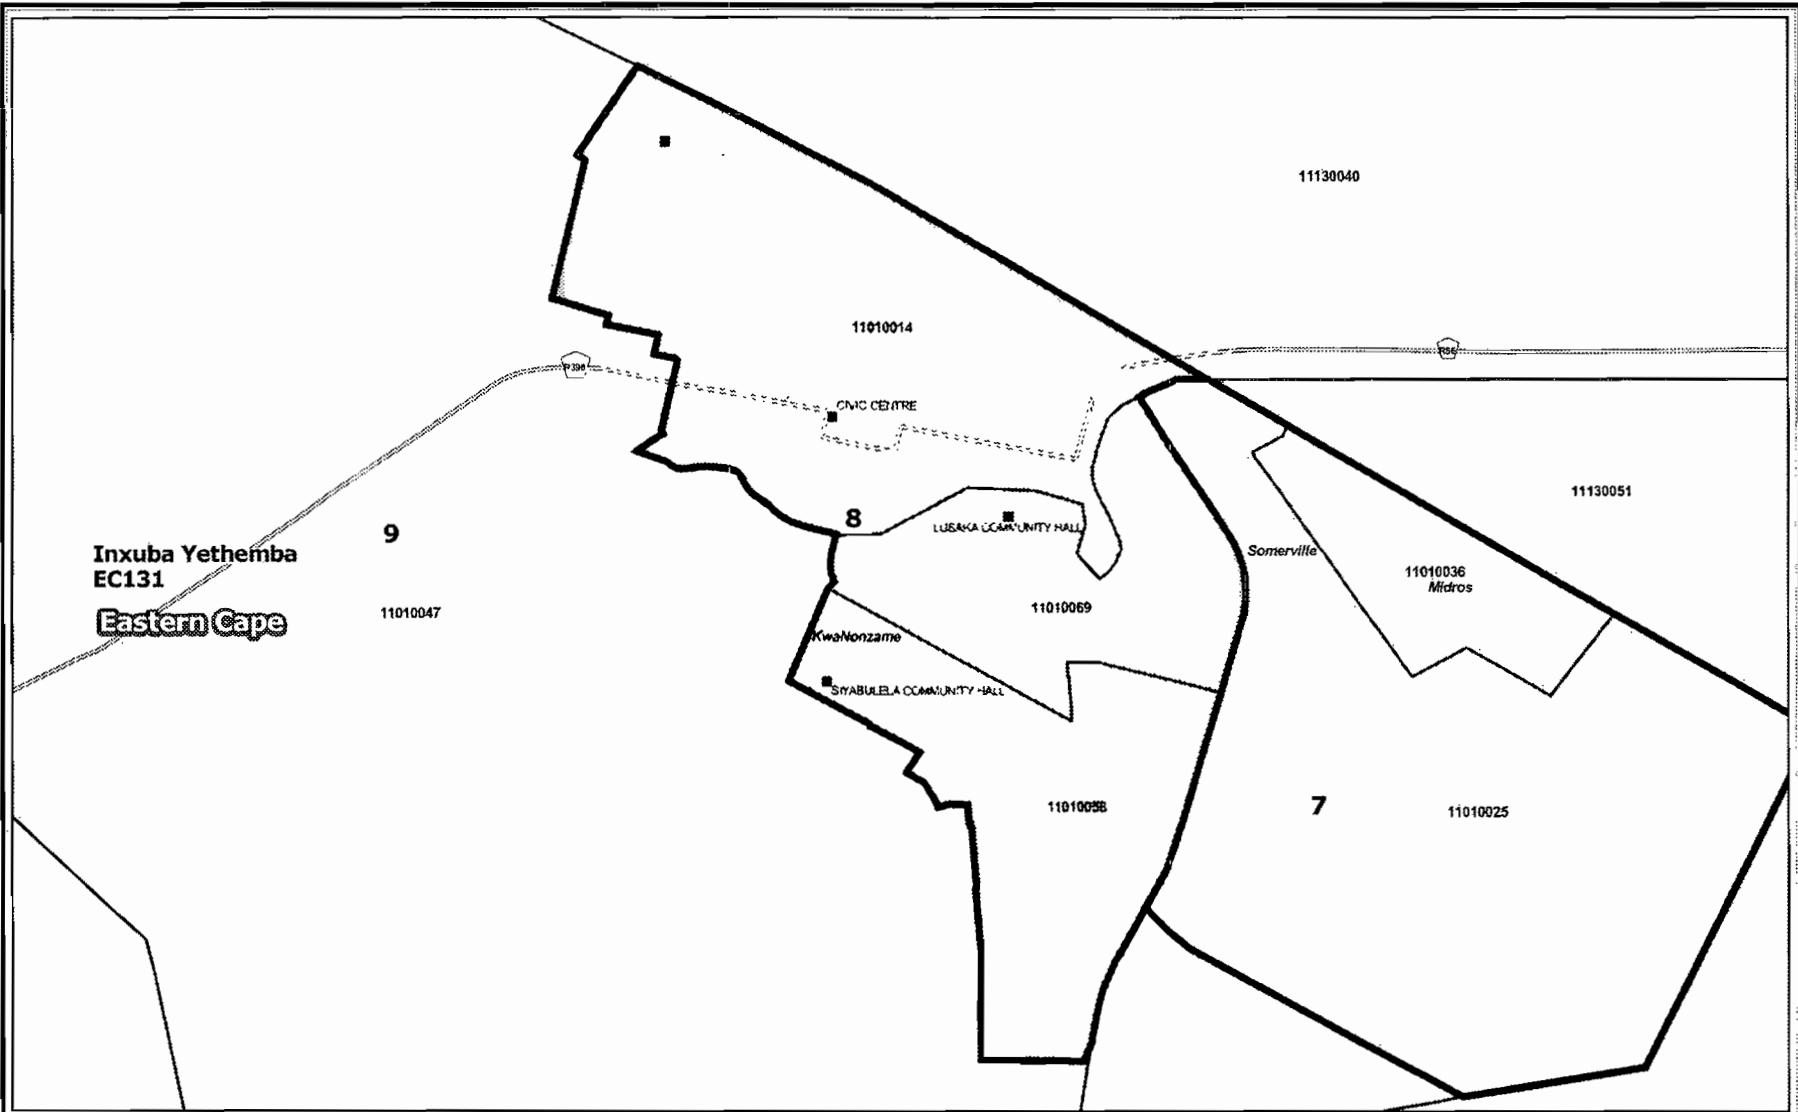 11130040
11010014
R56
R390
CIVIC CENTRE
11130051
8
9
LUSAKA COMMUNITY HALL
Somerville
Inxuba Yethemba
EC131
11010036
Midros
Eastern Cape
11010047
11010069
KwaNonzame
SIYABULELA COMMUNITY HALL
11010058
7
11010025